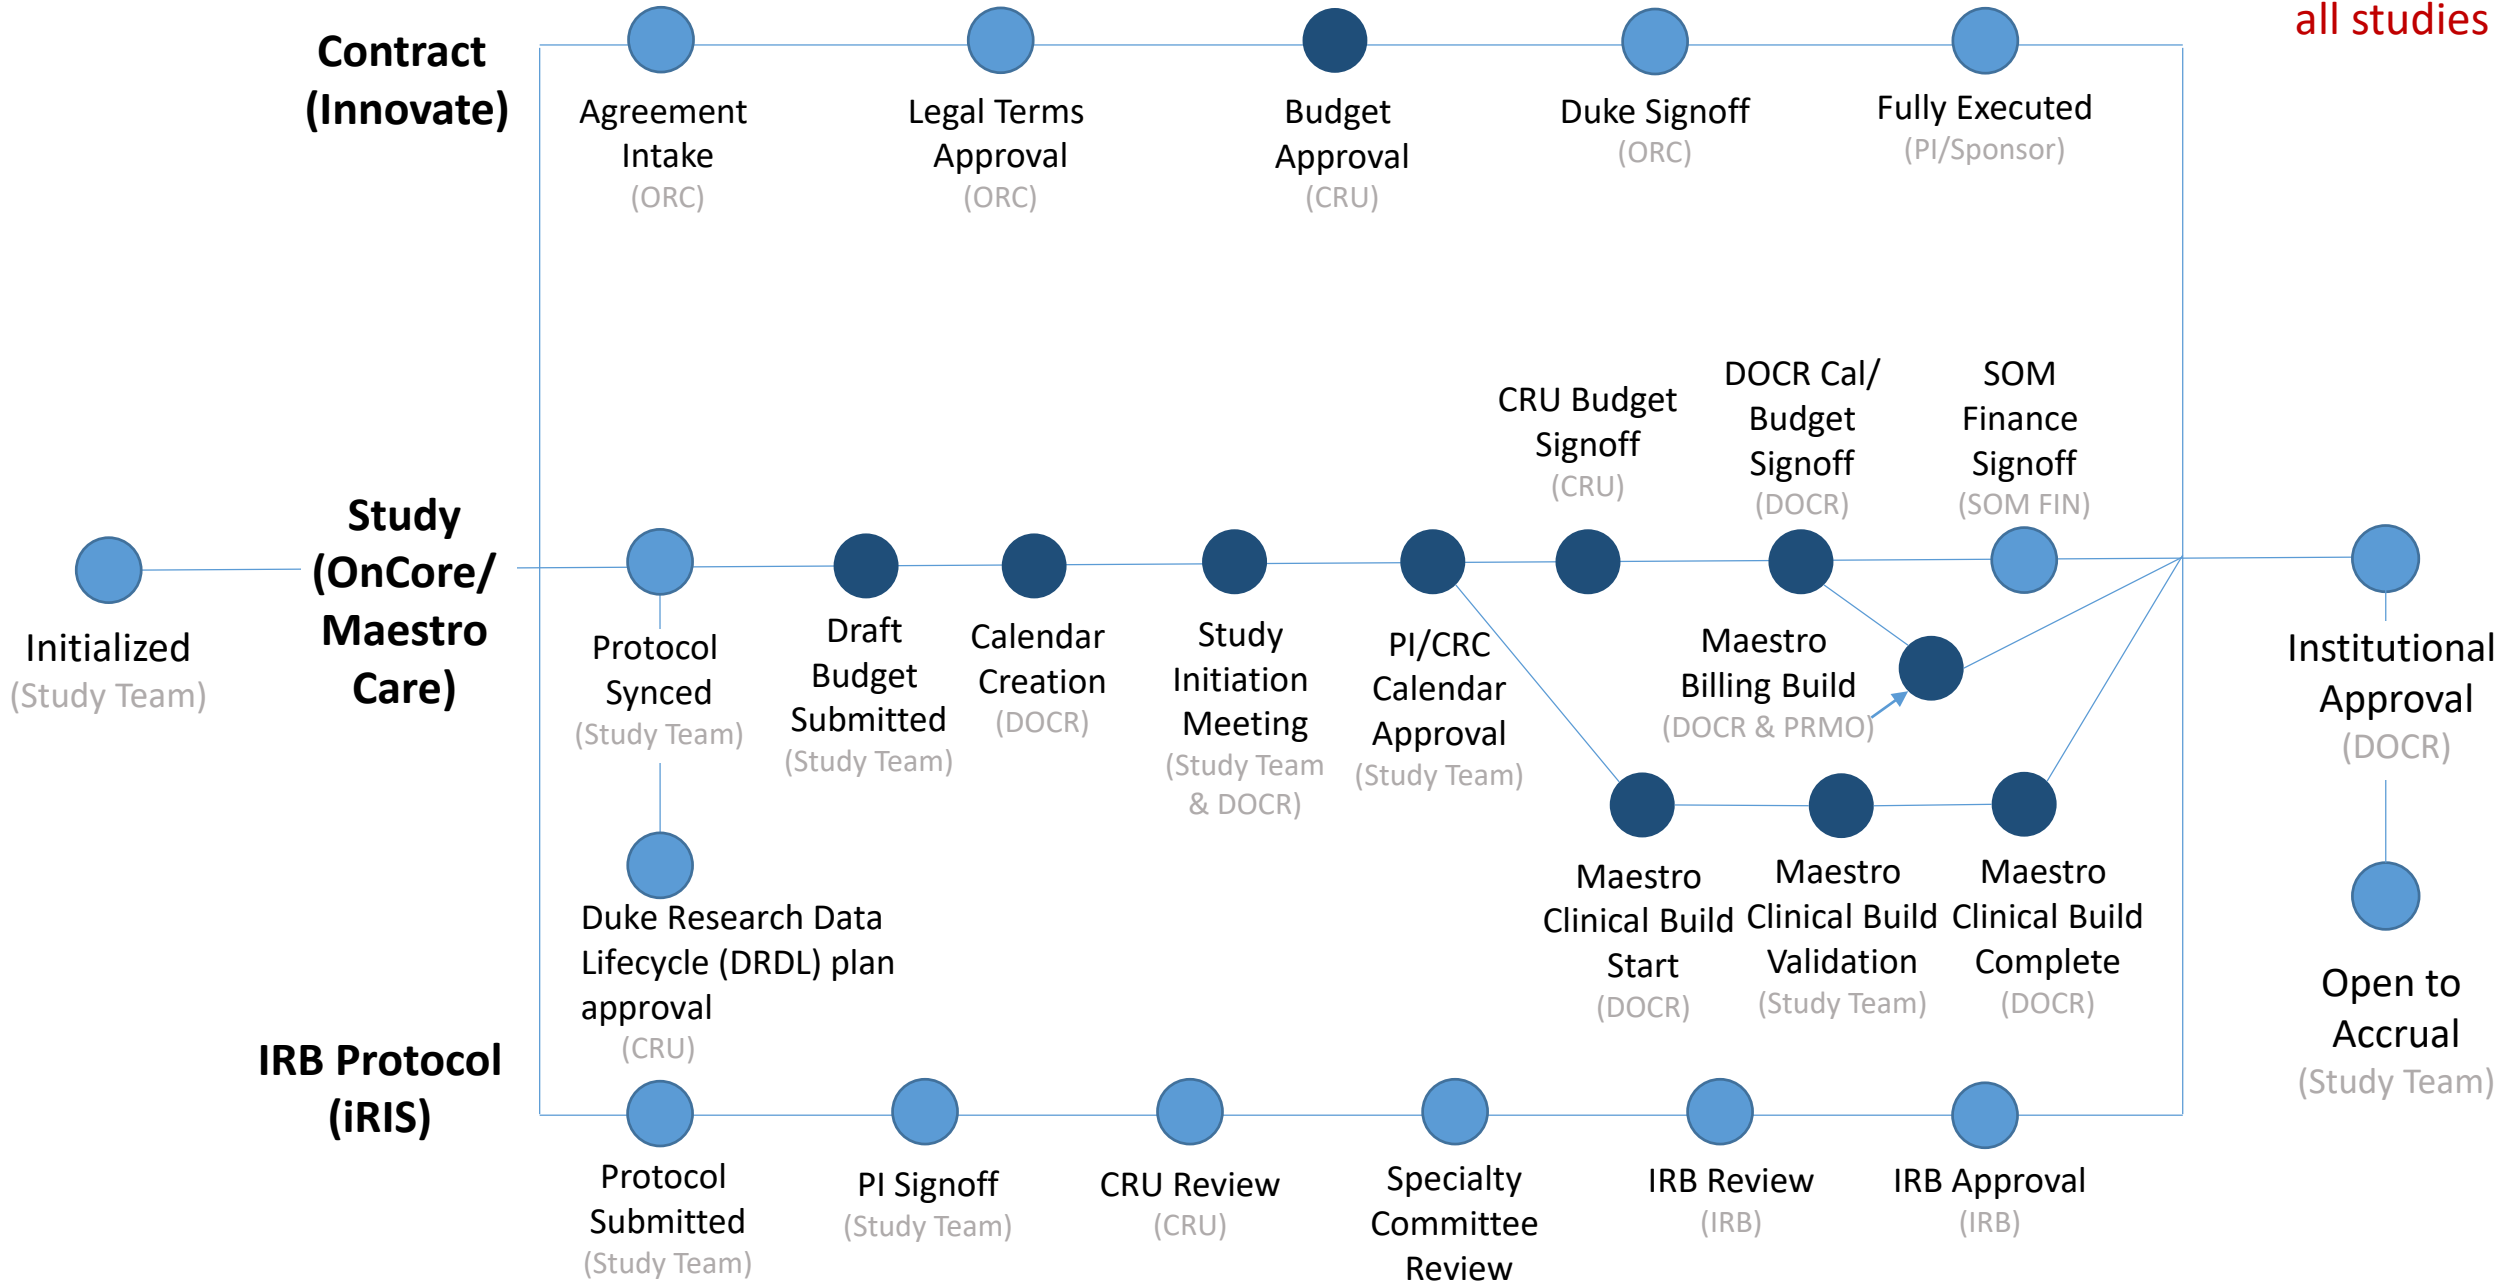 all studies
Contract
(Innovate)
Agreement
Intake
(ORC)
Legal Terms
Approval
(ORC)
Budget
Approval
(CRU)
Duke Signoff
(ORC)
Fully Executed
(PI/Sponsor)
Initialized
(Study Team)
Study
(OnCore/
Maestro
Care)
Protocol
Synced
(Study Team)
Duke Research Data
Lifecycle (DRDL) plan
approval
(CRU)
Draft
Budget
Submitted
(Study Team)
Calendar
Creation
(DOCR)
Study
Initiation
Meeting
(Study Team
& DOCR)
PI/CRC
Calendar
Approval
(Study Team)
CRU Budget
Signoff
(CRU)
DOCR Cal/
Budget
Signoff
(DOCR)
SOM
Finance
Signoff
(SOM FIN)
Maestro
Billing Build
(DOCR & PRMO)
Maestro
Clinical Build
Start
(DOCR)
Maestro
Clinical Build
Validation
(Study Team)
Maestro
Clinical Build
Complete
(DOCR)
Institutional
Approval
(DOCR)
Open to
Accrual
(Study Team)
IRB Protocol
(iRIS)
Protocol
Submitted
(Study Team)
PI Signoff
(Study Team)
CRU Review
(CRU)
Specialty
Committee
Review
IRB Review
(IRB)
IRB Approval
(IRB)